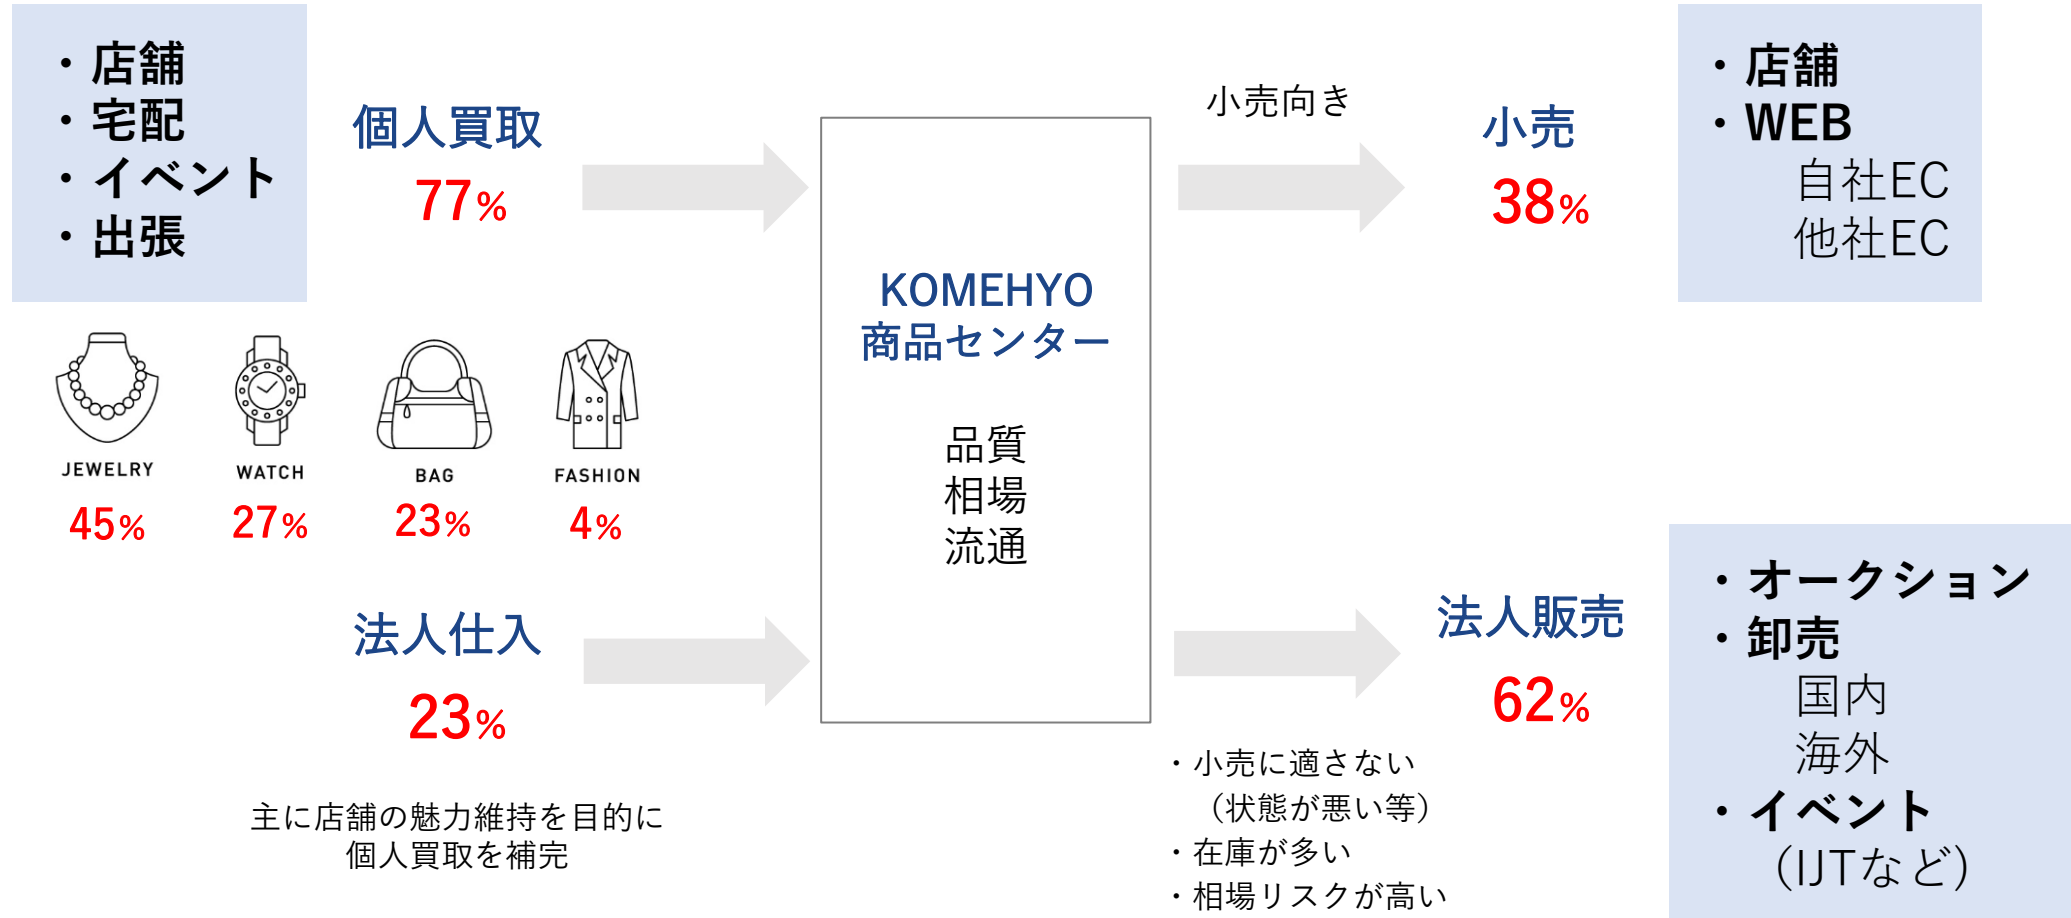 ・店舗
・宅配
・イベント
・出張
個人買取
77%
JEWELRY
45%
WATCH
27%
BAG
23%
FASHION
4%
法人仕入
23%
主に店舗の魅力維持を目的に
個人買取を補完
KOMEHYO
商品センター
品質
相場
流通
小売向き
小売
38%
・店舗
・WEB
自社EC
他社EC
法人販売
62%
・小売に適さない
（状態が悪い等）
・在庫が多い
・相場リスクが高い
・オークション
・卸売
国内
海外
・イベント
（IJTなど）